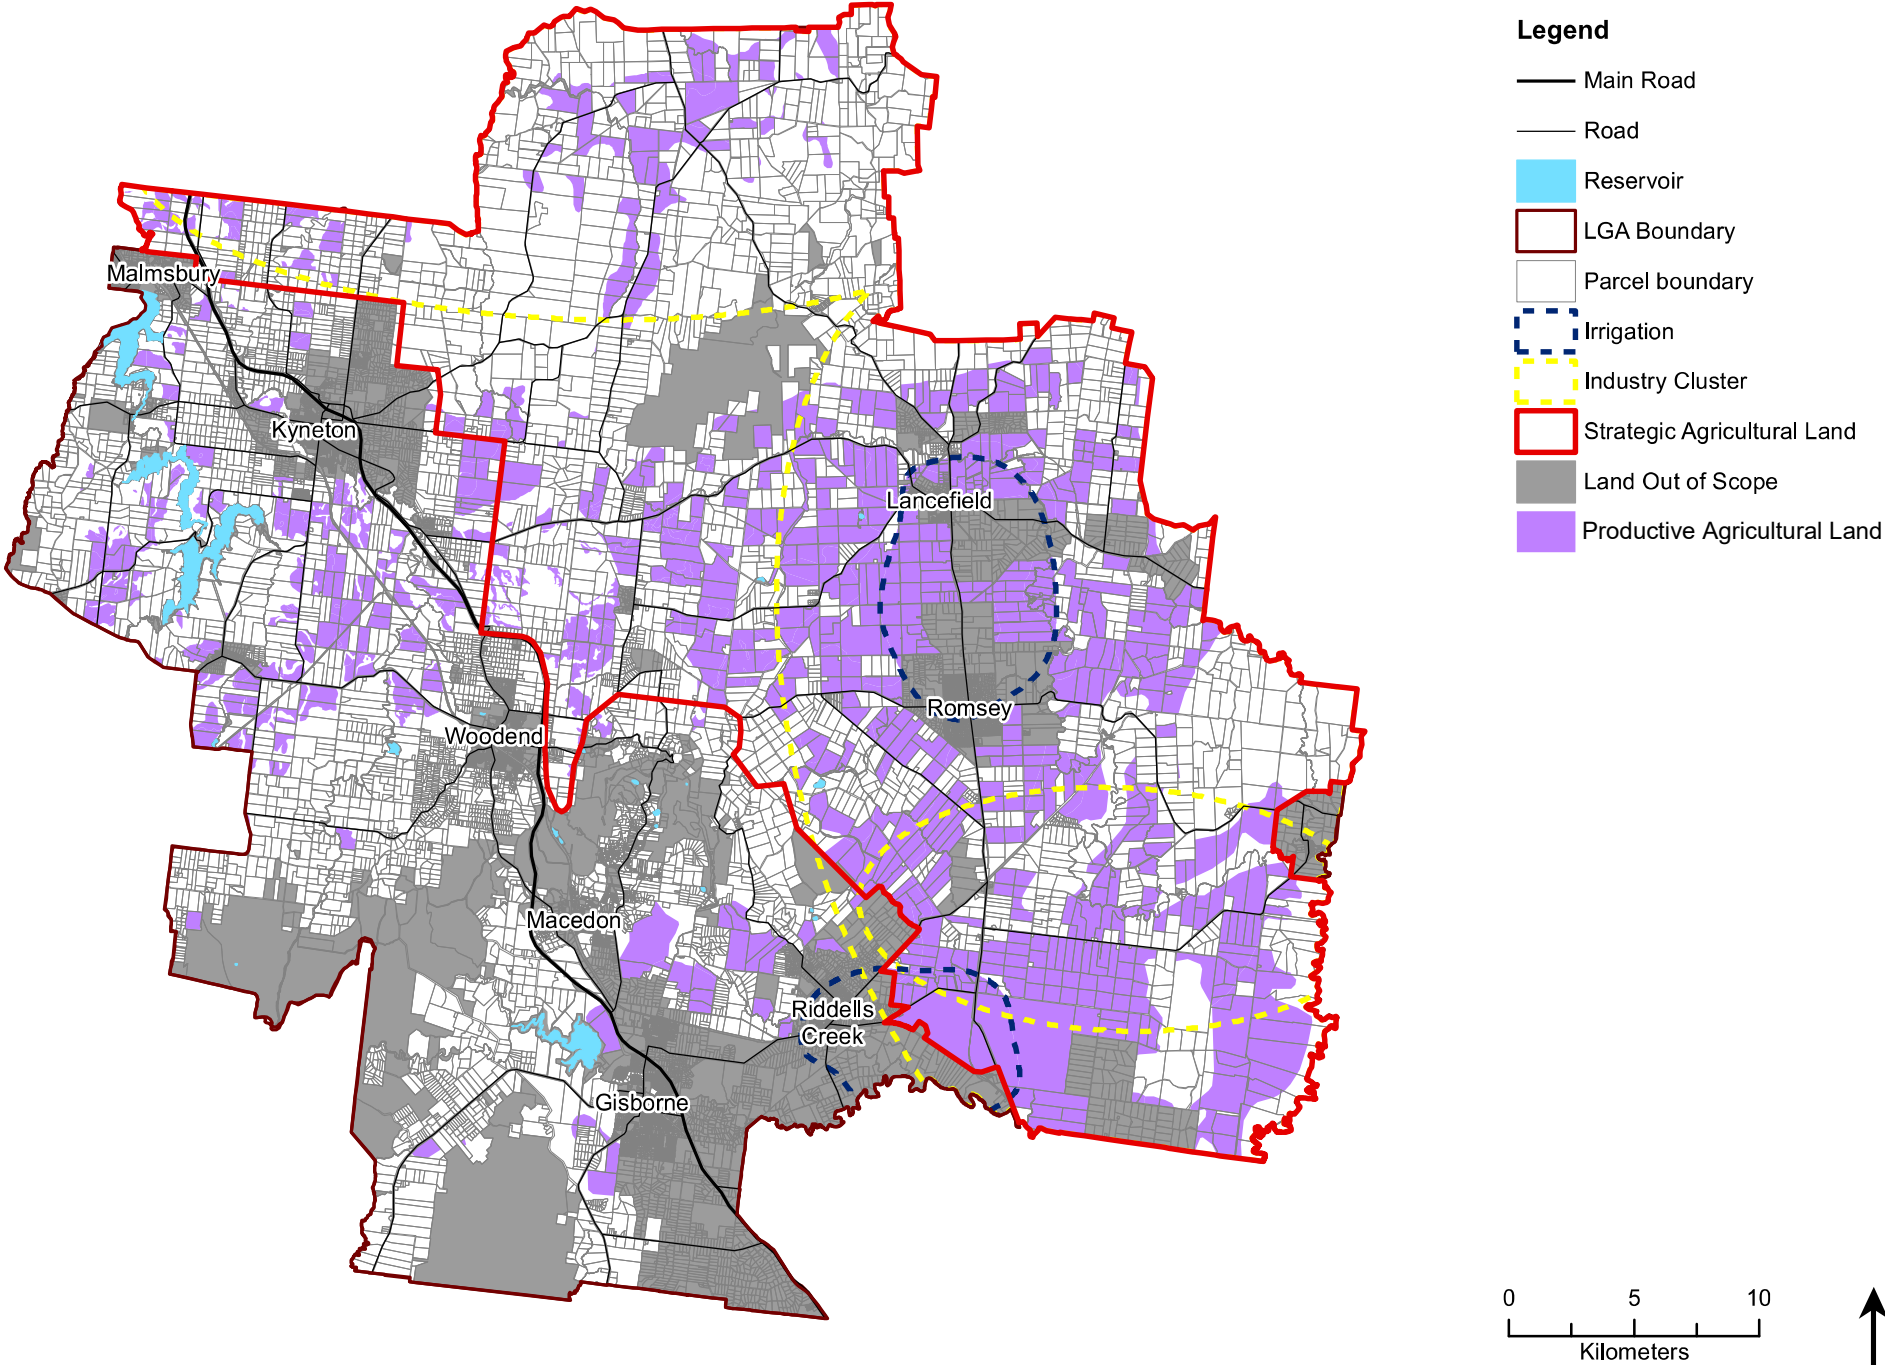 Legend
Main Road
Road
Reservoir
LGA Boundary
Parcel boundary
Irrigation
Industry Cluster
Strategic Agricultural Land
Land Out of Scope
Productive Agricultural Land
Malmsbury
Kyneton
Lancefield
Romsey
Woodend
Macedon
Riddells
Creek
Gisborne
0 5 10
Kilometers